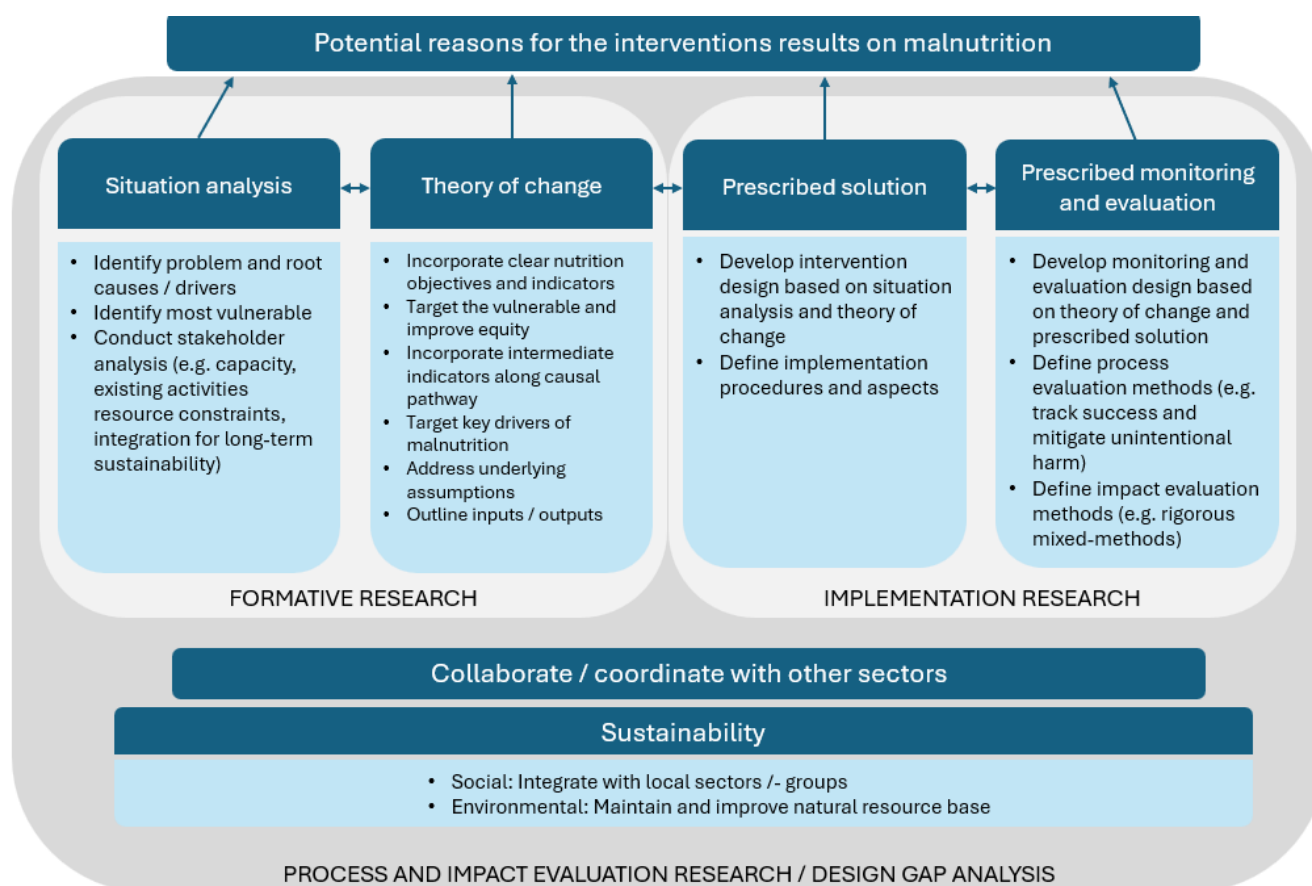 Potential reasons for the interventions results on malnutrition
Situation analysis
• Identify problem and root
causes / drivers
• Identify most vulnerable
• Conduct stakeholder
analysis (e.g. capacity,
existing activities
resource constraints,
integration for long-term
sustainability)
Theory of change
• Incorporate clear nutrition
objectives and indicators
• Target the vulnerable and
improve equity
• Incorporate intermediate
indicators along causal
pathway
• Target key drivers of
malnutrition
• Address underlying
assumptions
• Outline inputs / outputs
FORMATIVE RESEARCH
Prescribed solution
• Develop intervention
design based on situation
analysis and theory of
change
• Define implementation
procedures and aspects
Prescribed monitoring
and evaluation
• Develop monitoring and
evaluation design based
on theory of change and
prescribed solution
• Define process
evaluation methods (e.g.
track success and
mitigate unintentional
harm)
• Define impact evaluation
methods (e.g. rigorous
mixed-methods)
IMPLEMENTATION RESEARCH
Collaborate / coordinate with other sectors
Sustainability
• Social: Integrate with local sectors /- groups
• Environmental: Maintain and improve natural resource base
PROCESS AND IMPACT EVALUATION RESEARCH / DESIGN GAP ANALYSIS